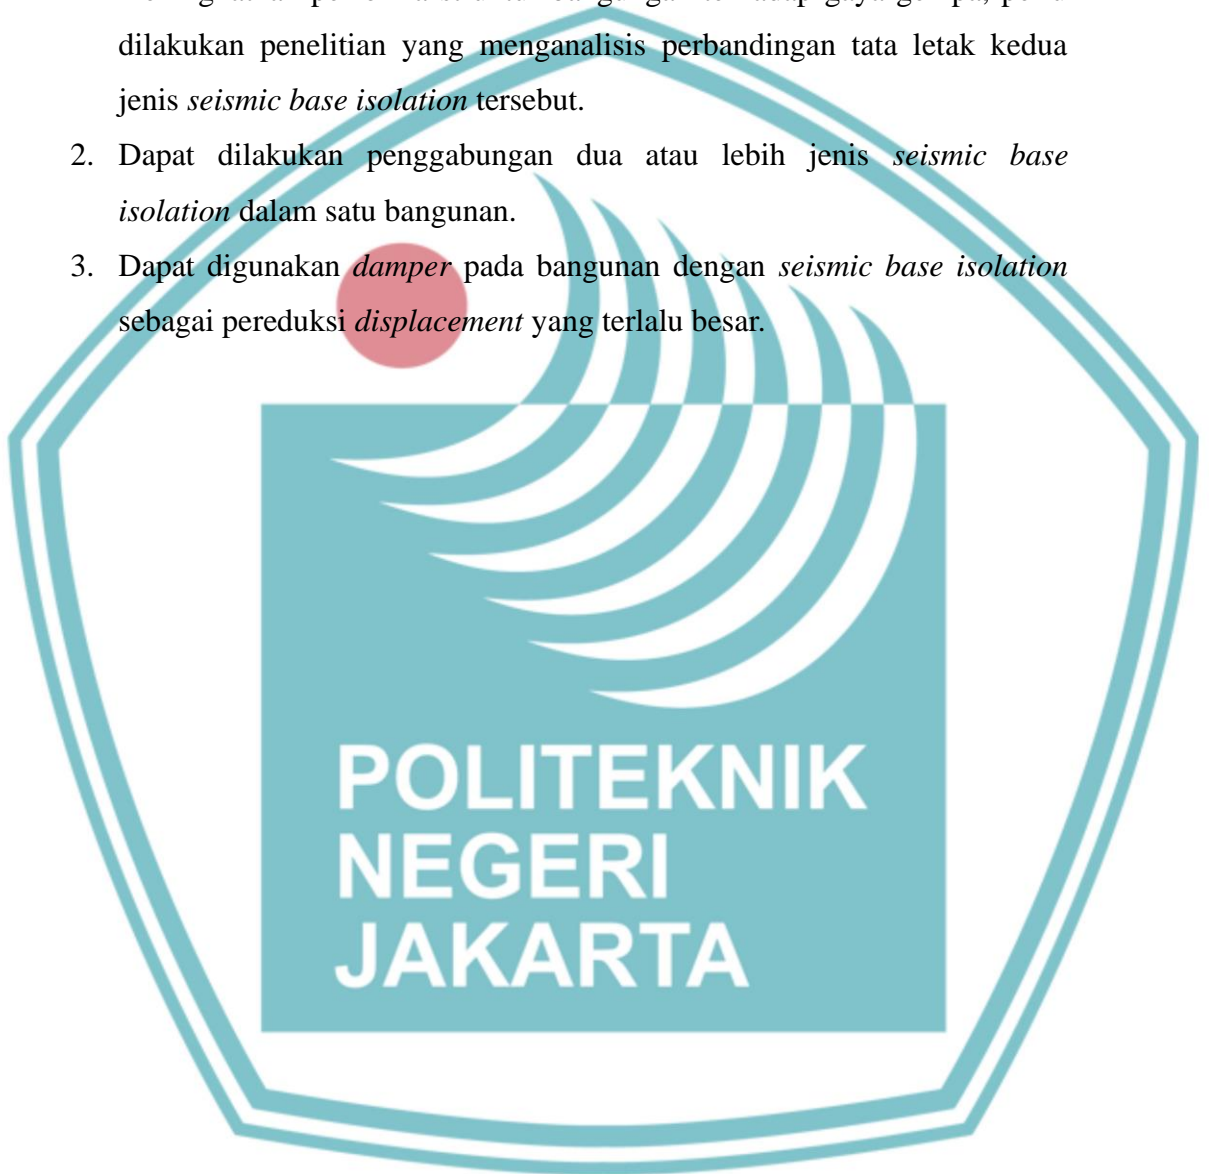 dilakukan penelitian yang menganalisis perbandingan tata letak kedua
jenis seismic base isolation tersebut.
2. Dapat dilakukan penggabungan dua atau lebih jenis seismic base
isolation dalam satu bangunan.
3. Dapat digunakan damper pada bangunan dengan seismic base isolation
sebagai pereduksi displacement yang terlalu besar.
POLITEKNIK
NEGERI
JAKARTA